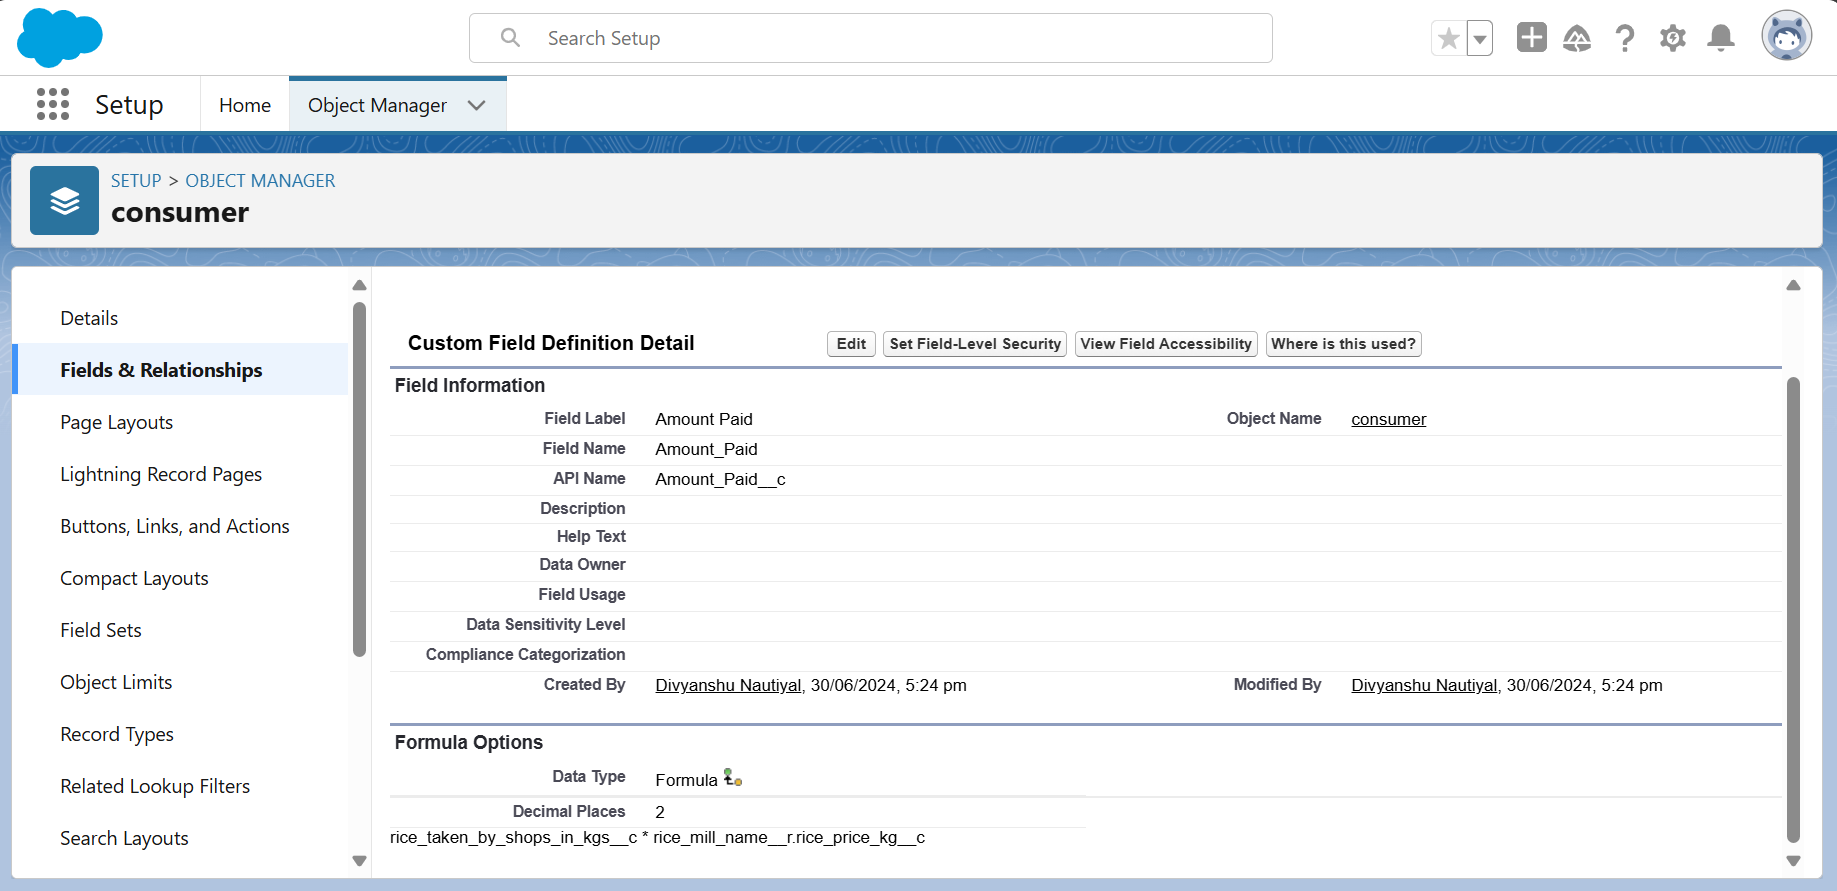 Search Setup
Setup
Home
Object Manager
SETUP > OBJECT MANAGER
consumer
Details
Fields & Relationships
Page Layouts
Lightning Record Pages
Buttons, Links, and Actions
Compact Layouts
Field Sets
Object Limits
Record Types
Related Lookup Filters
Search Layouts
Custom Field Definition Detail
Edit
Set Field-Level Security
View Field Accessibility
Where is this used?
Field Information
Field Label Amount Paid Object Name consumer
Field Name Amount_Paid
API Name Amount_Paid__c
Description
Help Text
Data Owner
Field Usage
Data Sensitivity Level
Compliance Categorization
Created By Divyanshu Nautiyal, 30/06/2024, 5:24 pm Modified By Divyanshu Nautiyal, 30/06/2024, 5:24 pm
Formula Options
Data Type Formula
Decimal Places 2
rice_taken_by_shops_in_kgs__c * rice_mill_name__r.rice_price_kg__c